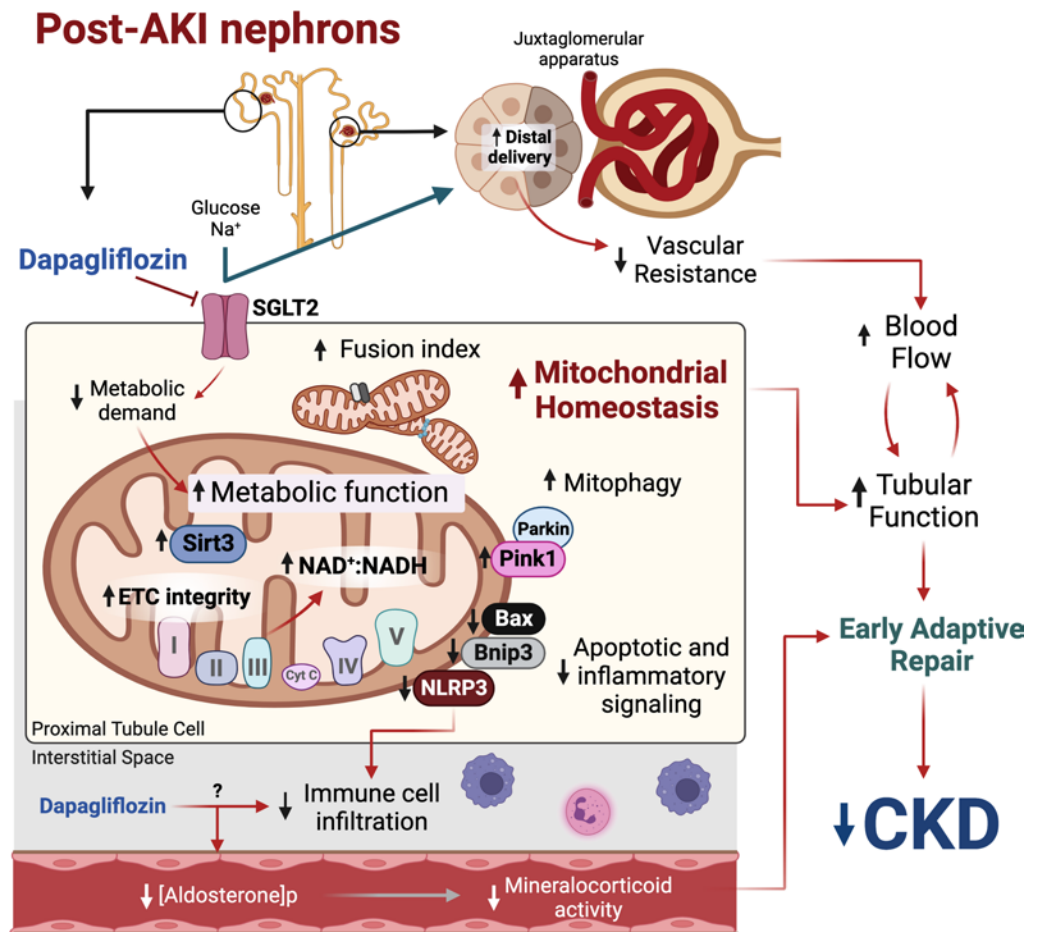 Post-AKI nephrons
Juxtaglomerular
apparatus
↑ Distal
delivery
Glucose
Na⁺
Dapagliflozin
SGLT2
↓ Vascular
Resistance
↑ Blood
Flow
↑ Fusion index
↑ Mitochondrial
Homeostasis
↓ Metabolic
demand
↑ Metabolic function
↑ Mitophagy
↑ Tubular
Function
Parkin
↑ Pink1
↑ Sirt3
↑ NAD⁺:NADH
↑ ETC integrity
I
II
III
Cyt C
IV
V
↓ Bax
↓ Bnip3
↓ NLRP3
↓ Apoptotic and
inflammatory
signaling
Early Adaptive
Repair
Proximal Tubule Cell
Interstitial Space
Dapagliflozin
?
↓ Immune cell
infiltration
↓ CKD
↓ [Aldosterone]p
↓ Mineralocorticoid
activity